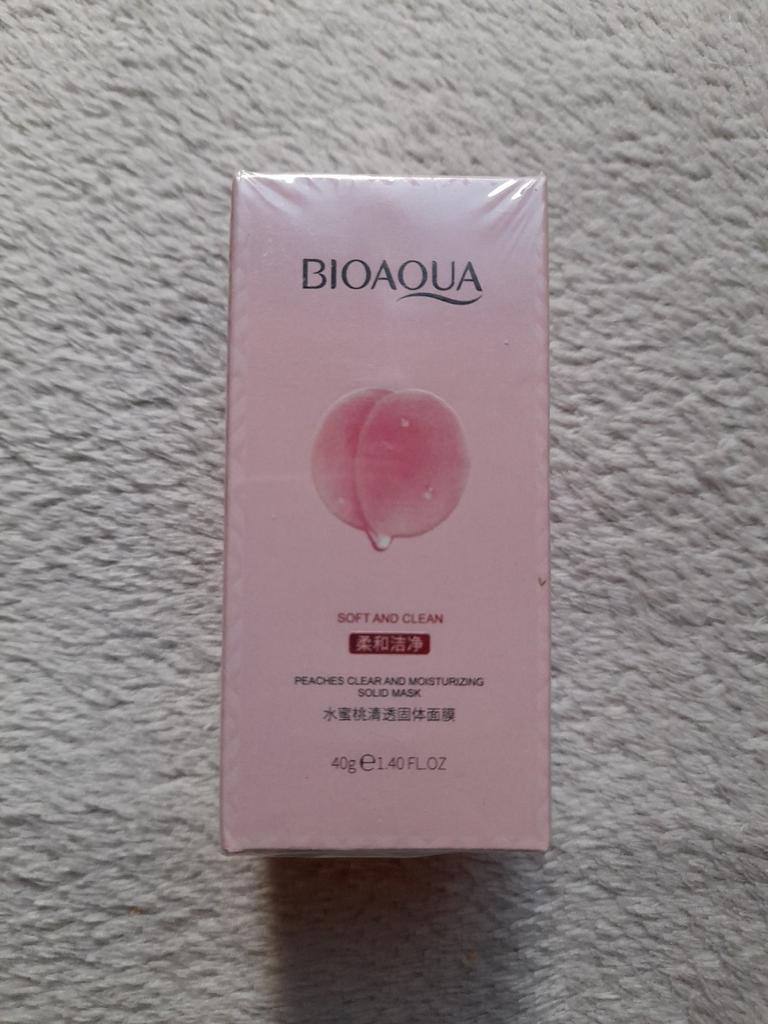 BIOAQUA
SOFT AND CLEAN
柔和洁净
PEACHES CLEAR AND MOISTURIZING
SOLID MASK
水蜜桃清透固体面膜
40g℮1.40 FL.OZ